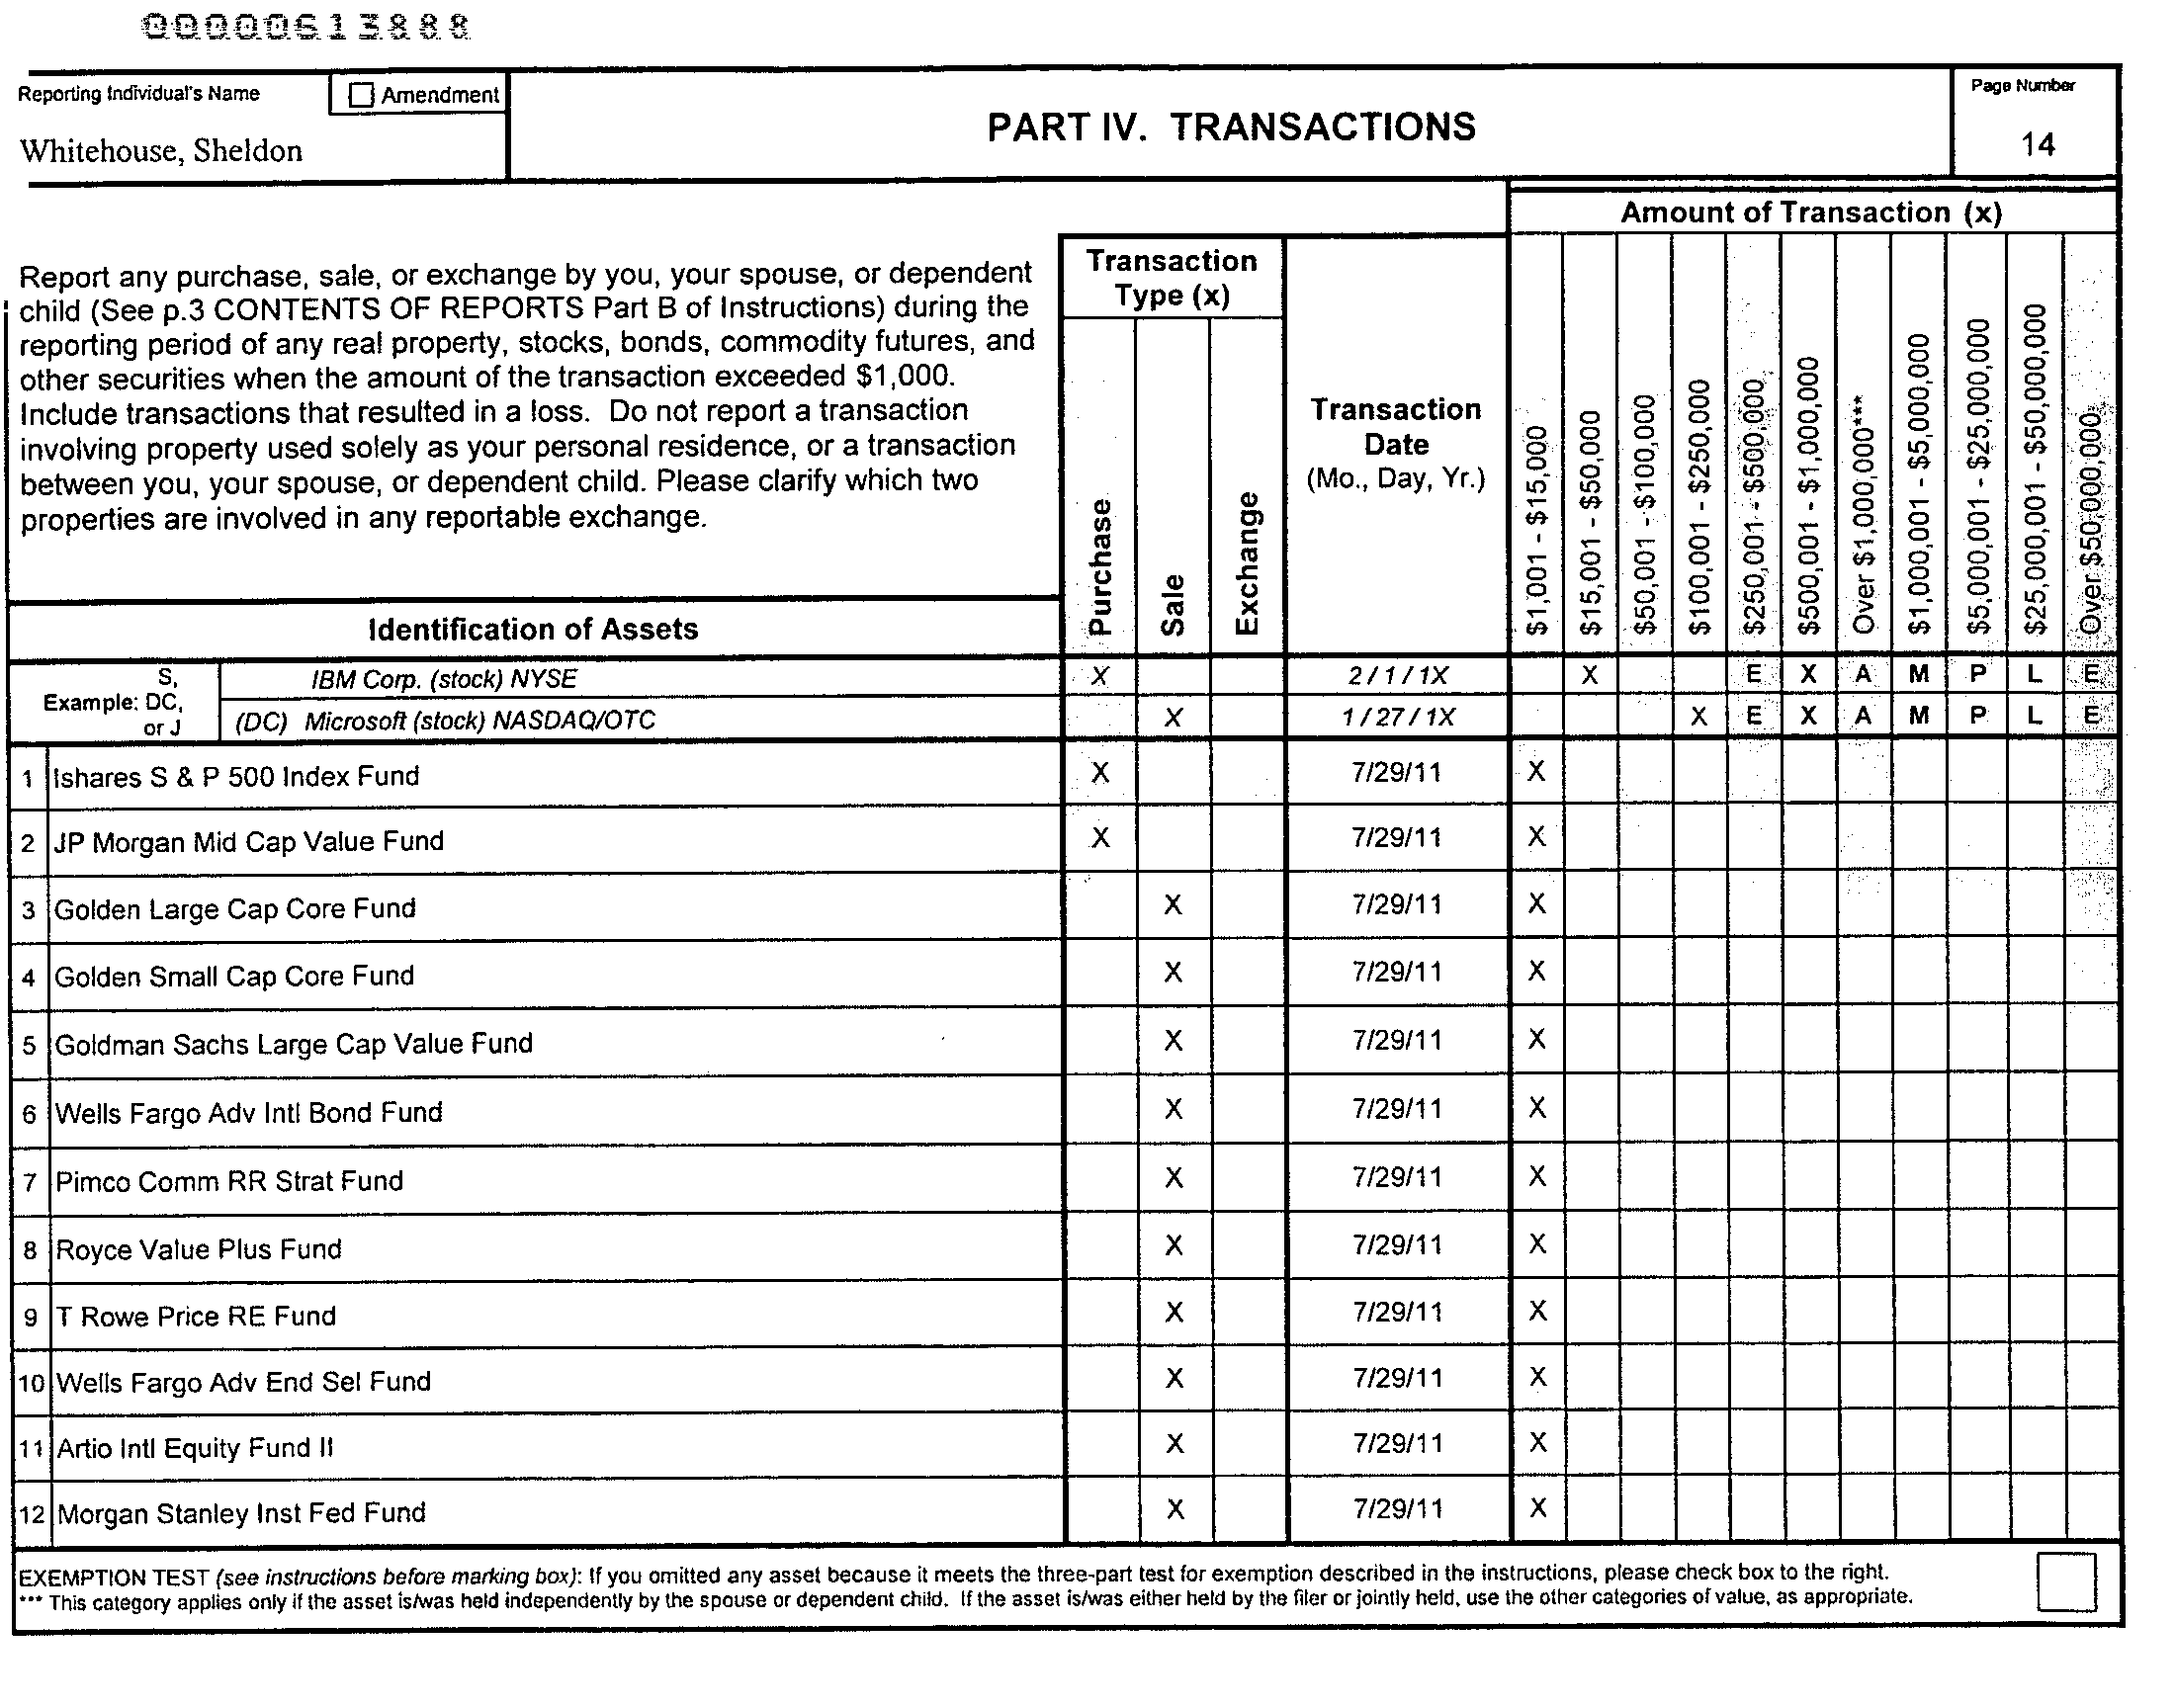 00000613888
Reporting Individual's Name
Amendment
Whitehouse, Sheldon
PART IV. TRANSACTIONS
Page Number
14
Amount of Transaction (x)
Report any purchase, sale, or exchange by you, your spouse, or dependent
child (See p.3 CONTENTS OF REPORTS Part B of Instructions) during the
reporting period of any real property, stocks, bonds, commodity futures, and
other securities when the amount of the transaction exceeded $1,000.
Include transactions that resulted in a loss. Do not report a transaction
involving property used solely as your personal residence, or a transaction
between you, your spouse, or dependent child. Please clarify which two
properties are involved in any reportable exchange.
Transaction
Type (x)
Purchase
Sale
Exchange
Transaction
Date
(Mo., Day, Yr.)
$1,001 - $15,000
$15,001 - $50,000
$50,001 - $100,000
$100,001 - $250,000
$250,001 - $500,000
$500,001 - $1,000,000
Over $1,000,000***
$1,000,001 - $5,000,000
$5,000,001 - $25,000,000
$25,000,001 - $50,000,000
Over $50,000,000
Identification of Assets
Example:
S,
DC,
or J
IBM Corp. (stock) NYSE X 2 / 1 / 1X X E X A M P L E
(DC) Microsoft (stock) NASDAQ/OTC X 1 / 27 / 1X X E X A M P L E
1 Ishares S & P 500 Index Fund X 7/29/11 X
2 JP Morgan Mid Cap Value Fund X 7/29/11 X
3 Golden Large Cap Core Fund X 7/29/11 X
4 Golden Small Cap Core Fund X 7/29/11 X
5 Goldman Sachs Large Cap Value Fund X 7/29/11 X
6 Wells Fargo Adv Intl Bond Fund X 7/29/11 X
7 Pimco Comm RR Strat Fund X 7/29/11 X
8 Royce Value Plus Fund X 7/29/11 X
9 T Rowe Price RE Fund X 7/29/11 X
10 Wells Fargo Adv End Sel Fund X 7/29/11 X
11 Artio Intl Equity Fund II X 7/29/11 X
12 Morgan Stanley Inst Fed Fund X 7/29/11 X
EXEMPTION TEST (see instructions before marking box): If you omitted any asset because it meets the three-part test for exemption described in the instructions, please check box to the right.
*** This category applies only if the asset is/was held independently by the spouse or dependent child. If the asset is/was either held by the filer or jointly held, use the other categories of value, as appropriate.